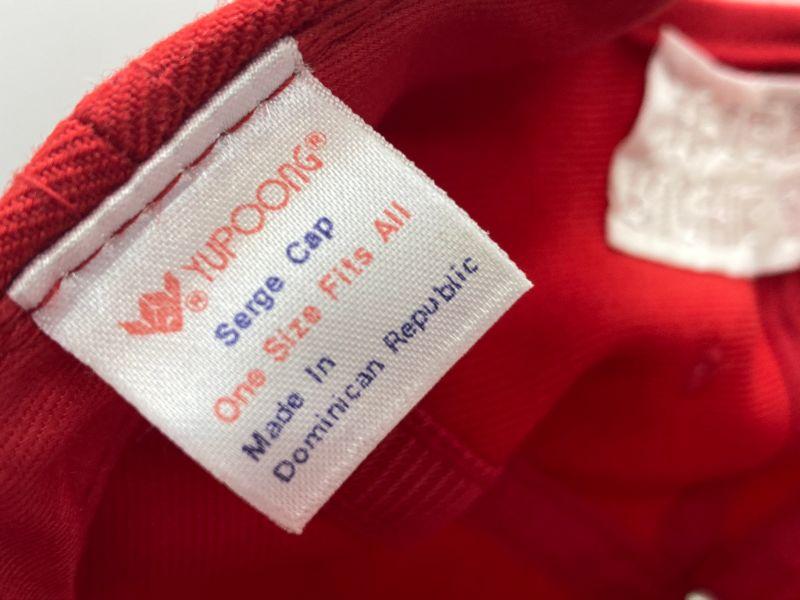 YUPOONG®
®
Serge Cap
One Size Fits All
Made In
Dominican Republic